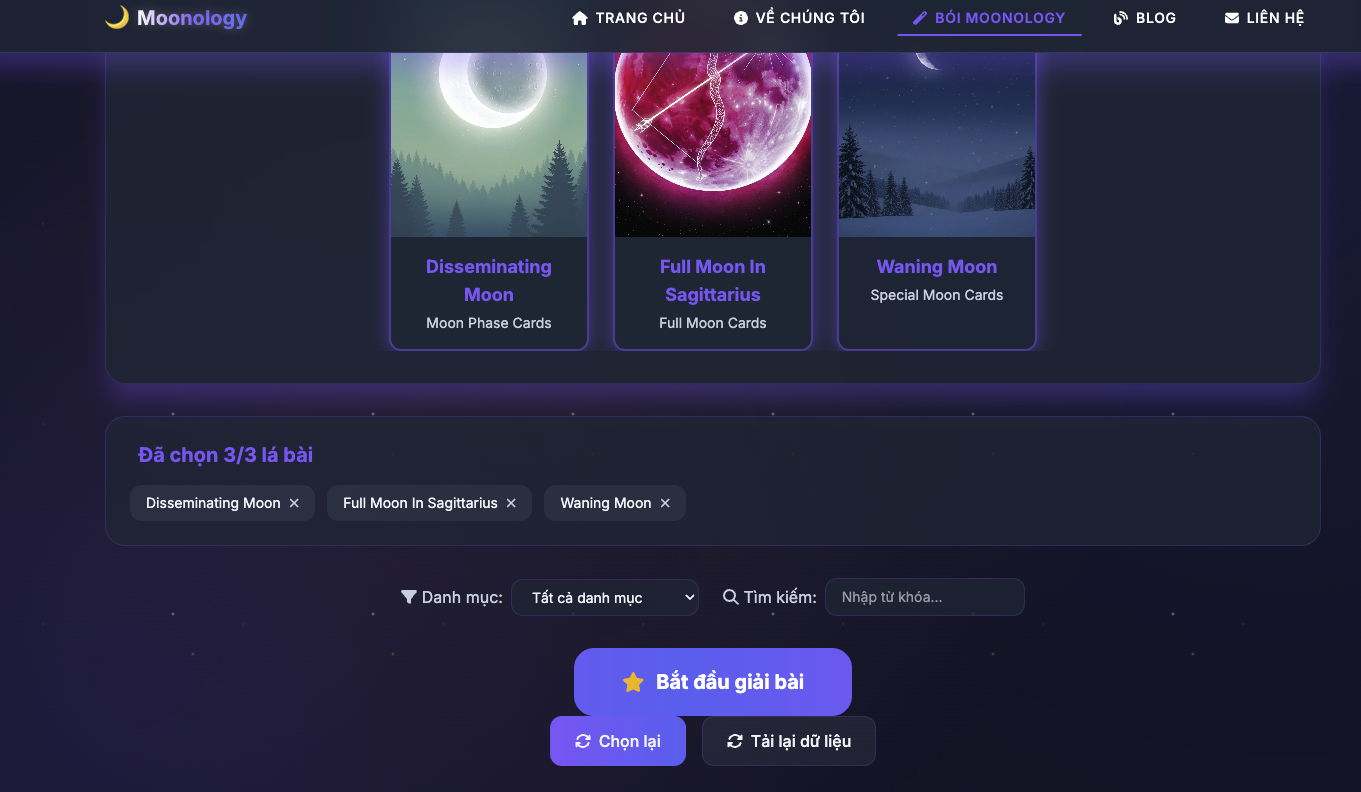 Moonology
TRANG CHỦ
VỀ CHÚNG TÔI
BÓI MOONOLOGY
BLOG
LIÊN HỆ
Disseminating
Moon
Moon Phase Cards
Full Moon In
Sagittarius
Full Moon Cards
Waning Moon
Special Moon Cards
Đã chọn 3/3 lá bài
Disseminating Moon ×
Full Moon In Sagittarius ×
Waning Moon ×
Danh mục: Tất cả danh mục
Tìm kiếm: Nhập từ khóa...
Bắt đầu giải bài
Chọn lại
Tải lại dữ liệu